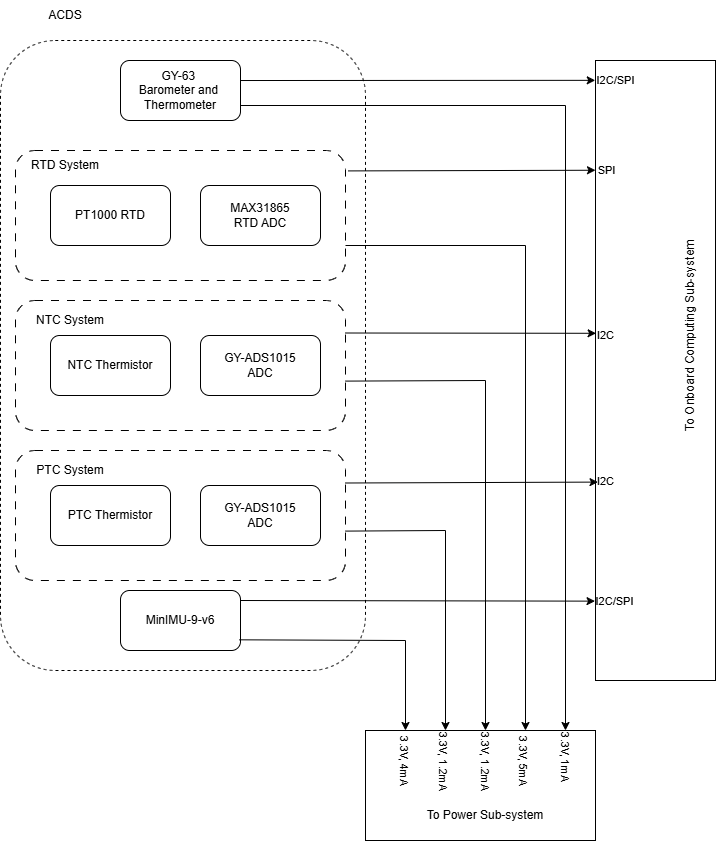 ACDS
GY-63
Barometer and
Thermometer
I2C/SPI
RTD System
SPI
PT1000 RTD
MAX31865
RTD ADC
NTC System
I2C
NTC Thermistor
GY-ADS1015
ADC
PTC System
I2C
PTC Thermistor
GY-ADS1015
ADC
MinIMU-9-v6
I2C/SPI
To Onboard Computing Sub-system
3.3V, 4mA
3.3V, 1.2mA
3.3V, 1.2mA
3.3V, 5mA
3.3V, 1mA
To Power Sub-system